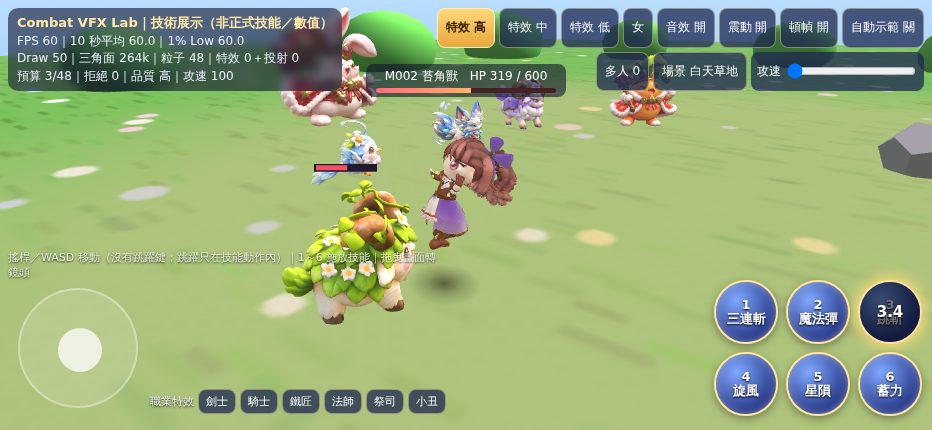 Combat VFX Lab｜技術展示（非正式技能／數值）
FPS 60｜10 秒平均 60.0｜1% Low 60.0
Draw 50｜三角面 264k｜粒子 48｜特效 0＋投射 0
預算 3/48｜拒絕 0｜品質 高｜攻速 100
特效 高
特效 中
特效 低
女
音效 開
震動 開
頓幀 開
自動示範 關
M002 苔角獸 HP 319 / 600
多人 0
場景 白天草地
攻速
搖桿／WASD 移動（沒有跳躍鍵；跳躍只在技能動作內）｜1～6 施放技能｜拖曳畫面轉
鏡頭
1
三連斬
2
魔法彈
3
跳斬
3.4
4
旋風
5
星隕
6
蓄力
職業特效
劍士
騎士
鐵匠
法師
祭司
小丑